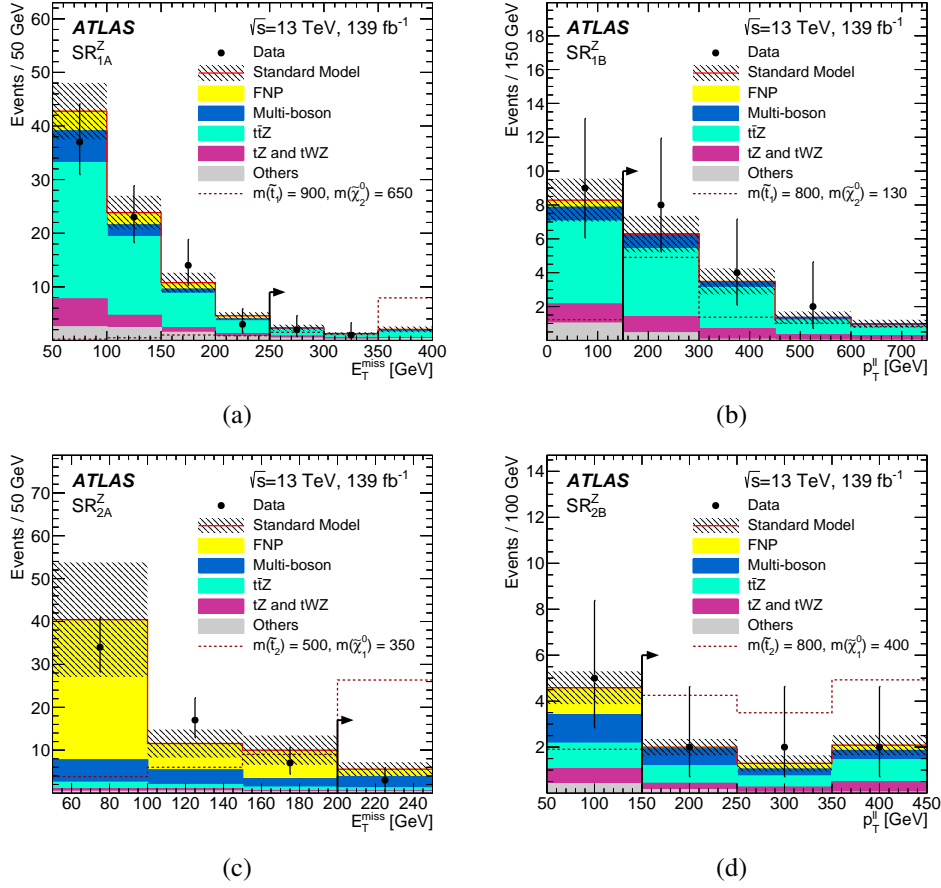 Events / 50 GeV
60
50
40
30
20
10
ATLAS
√s=13 TeV, 139 fb⁻¹
SR^Z_1A
Data
Standard Model
FNP
Multi-boson
tt̄Z
tZ and tWZ
Others
m(t̃₁) = 900, m(χ̃⁰₂) = 650
50 100 150 200 250 300 350 400
E_T^miss [GeV]
(a)
Events / 150 GeV
18
16
14
12
10
8
6
4
2
ATLAS
√s=13 TeV, 139 fb⁻¹
SR^Z_1B
Data
Standard Model
FNP
Multi-boson
tt̄Z
tZ and tWZ
Others
m(t̃₁) = 800, m(χ̃⁰₂) = 130
0 100 200 300 400 500 600 700
p_T^ll [GeV]
(b)
Events / 50 GeV
70
60
50
40
30
20
10
ATLAS
√s=13 TeV, 139 fb⁻¹
SR^Z_2A
Data
Standard Model
FNP
Multi-boson
tt̄Z
tZ and tWZ
Others
m(t̃₂) = 500, m(χ̃⁰₁) = 350
60 80 100 120 140 160 180 200 220 240
E_T^miss [GeV]
(c)
Events / 100 GeV
14
12
10
8
6
4
2
0
ATLAS
√s=13 TeV, 139 fb⁻¹
SR^Z_2B
Data
Standard Model
FNP
Multi-boson
tt̄Z
tZ and tWZ
Others
m(t̃₂) = 800, m(χ̃⁰₁) = 400
50 100 150 200 250 300 350 400 450
p_T^ll [GeV]
(d)